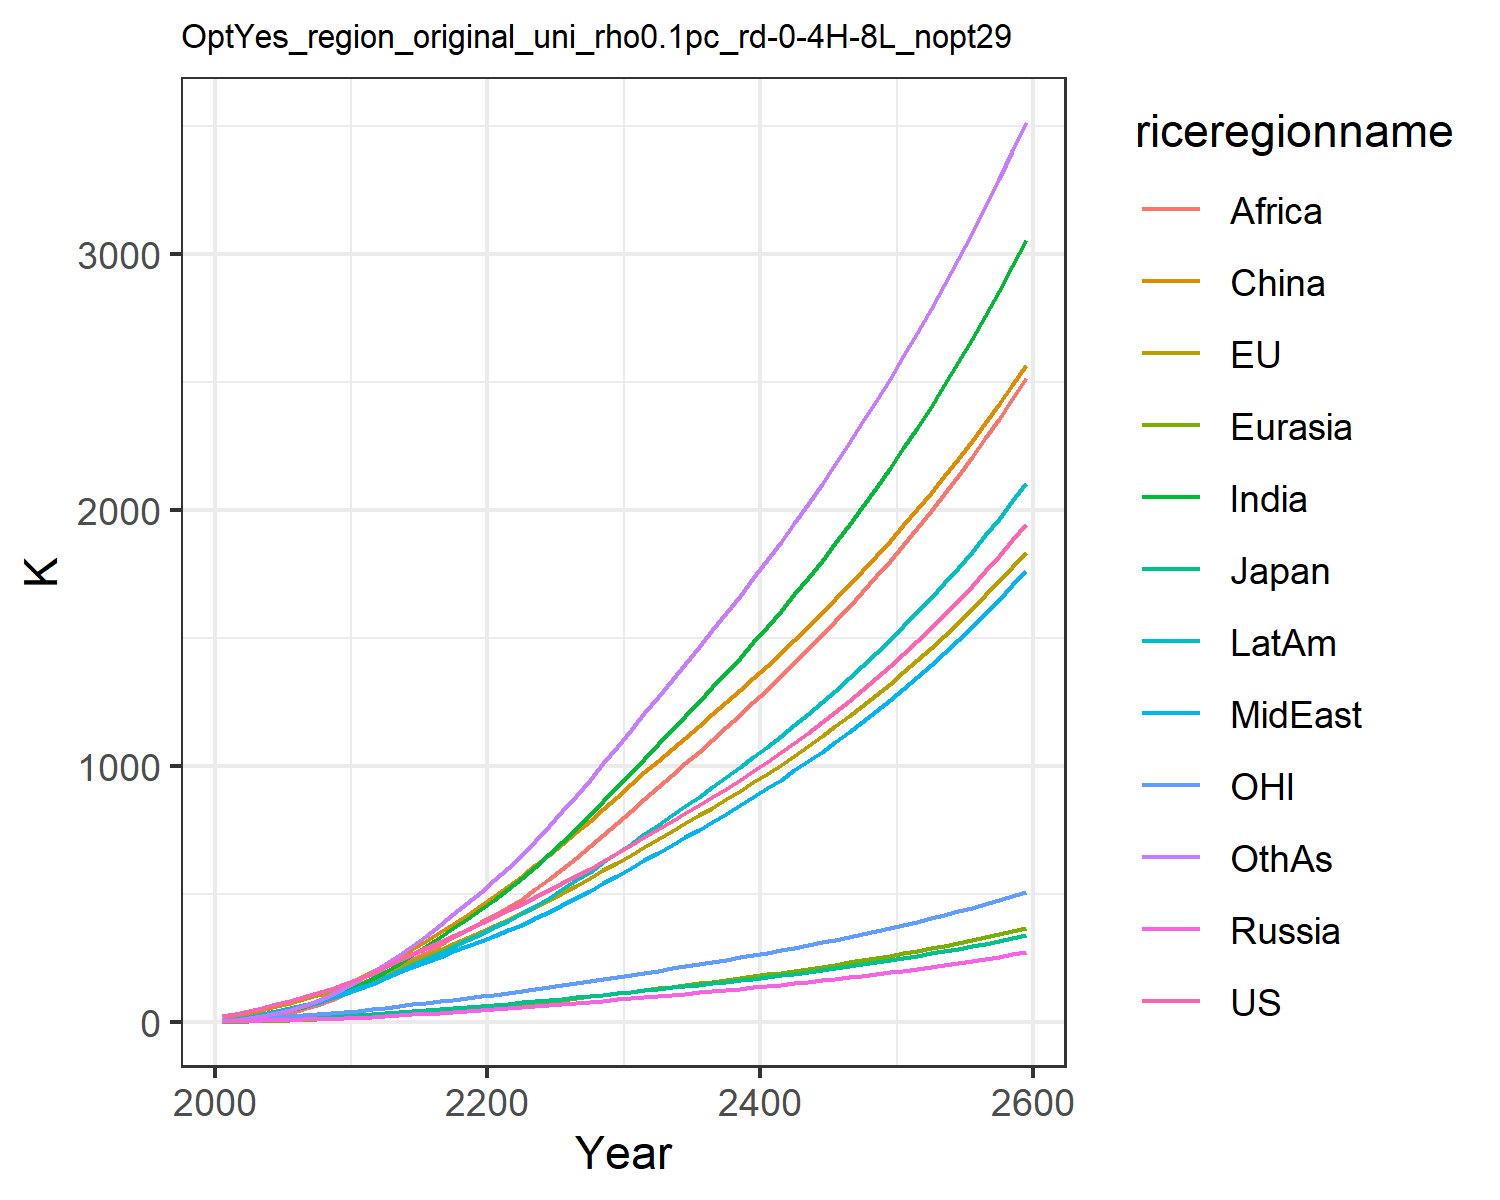 OptYes_region_original_uni_rho0.1pc_rd-0-4H-8L_nopt29
K
3000
2000
1000
0
2000 2200 2400 2600
Year
riceregionname
Africa
China
EU
Eurasia
India
Japan
LatAm
MidEast
OHI
OthAs
Russia
US